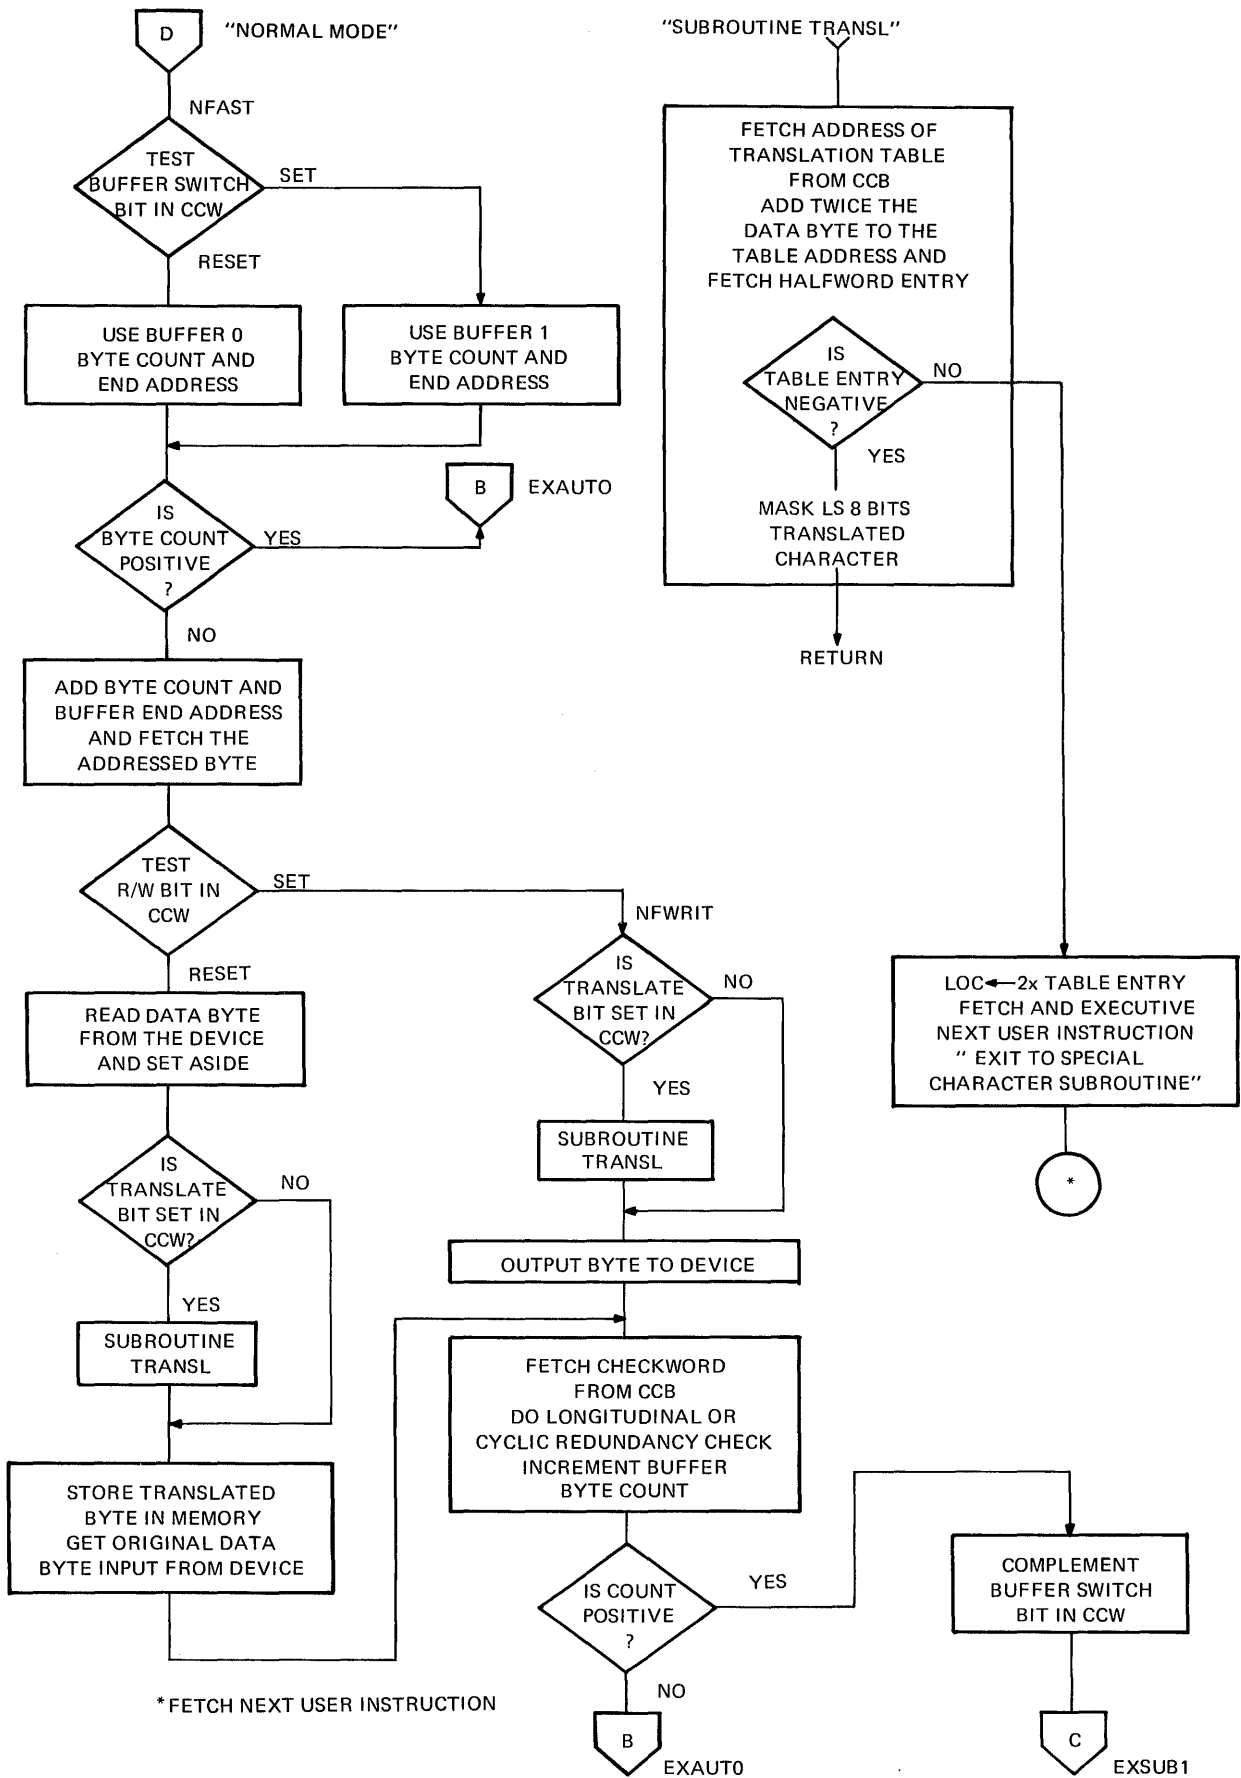 D
"NORMAL MODE"
NFAST
TEST
BUFFER SWITCH
BIT IN CCW
SET
RESET
USE BUFFER 0
BYTE COUNT AND
END ADDRESS
USE BUFFER 1
BYTE COUNT AND
END ADDRESS
B
EXAUTO
IS
BYTE COUNT
POSITIVE
?
YES
NO
ADD BYTE COUNT AND
BUFFER END ADDRESS
AND FETCH THE
ADDRESSED BYTE
TEST
R/W BIT IN
CCW
SET
RESET
READ DATA BYTE
FROM THE DEVICE
AND SET ASIDE
IS
TRANSLATE
BIT SET IN
CCW?
NO
YES
SUBROUTINE
TRANSL
STORE TRANSLATED
BYTE IN MEMORY
GET ORIGINAL DATA
BYTE INPUT FROM DEVICE
NFWRIT
IS
TRANSLATE
BIT SET IN
CCW?
NO
YES
SUBROUTINE
TRANSL
OUTPUT BYTE TO DEVICE
FETCH CHECKWORD
FROM CCB
DO LONGITUDINAL OR
CYCLIC REDUNDANCY CHECK
INCREMENT BUFFER
BYTE COUNT
IS COUNT
POSITIVE
?
YES
NO
B
EXAUT0
COMPLEMENT
BUFFER SWITCH
BIT IN CCW
C
EXSUB1
"SUBROUTINE TRANSL"
FETCH ADDRESS OF
TRANSLATION TABLE
FROM CCB
ADD TWICE THE
DATA BYTE TO THE
TABLE ADDRESS AND
FETCH HALFWORD ENTRY
IS
TABLE ENTRY
NEGATIVE
?
NO
YES
MASK LS 8 BITS
TRANSLATED
CHARACTER
RETURN
LOC←2x TABLE ENTRY
FETCH AND EXECUTIVE
NEXT USER INSTRUCTION
" EXIT TO SPECIAL
CHARACTER SUBROUTINE"
*
*FETCH NEXT USER INSTRUCTION